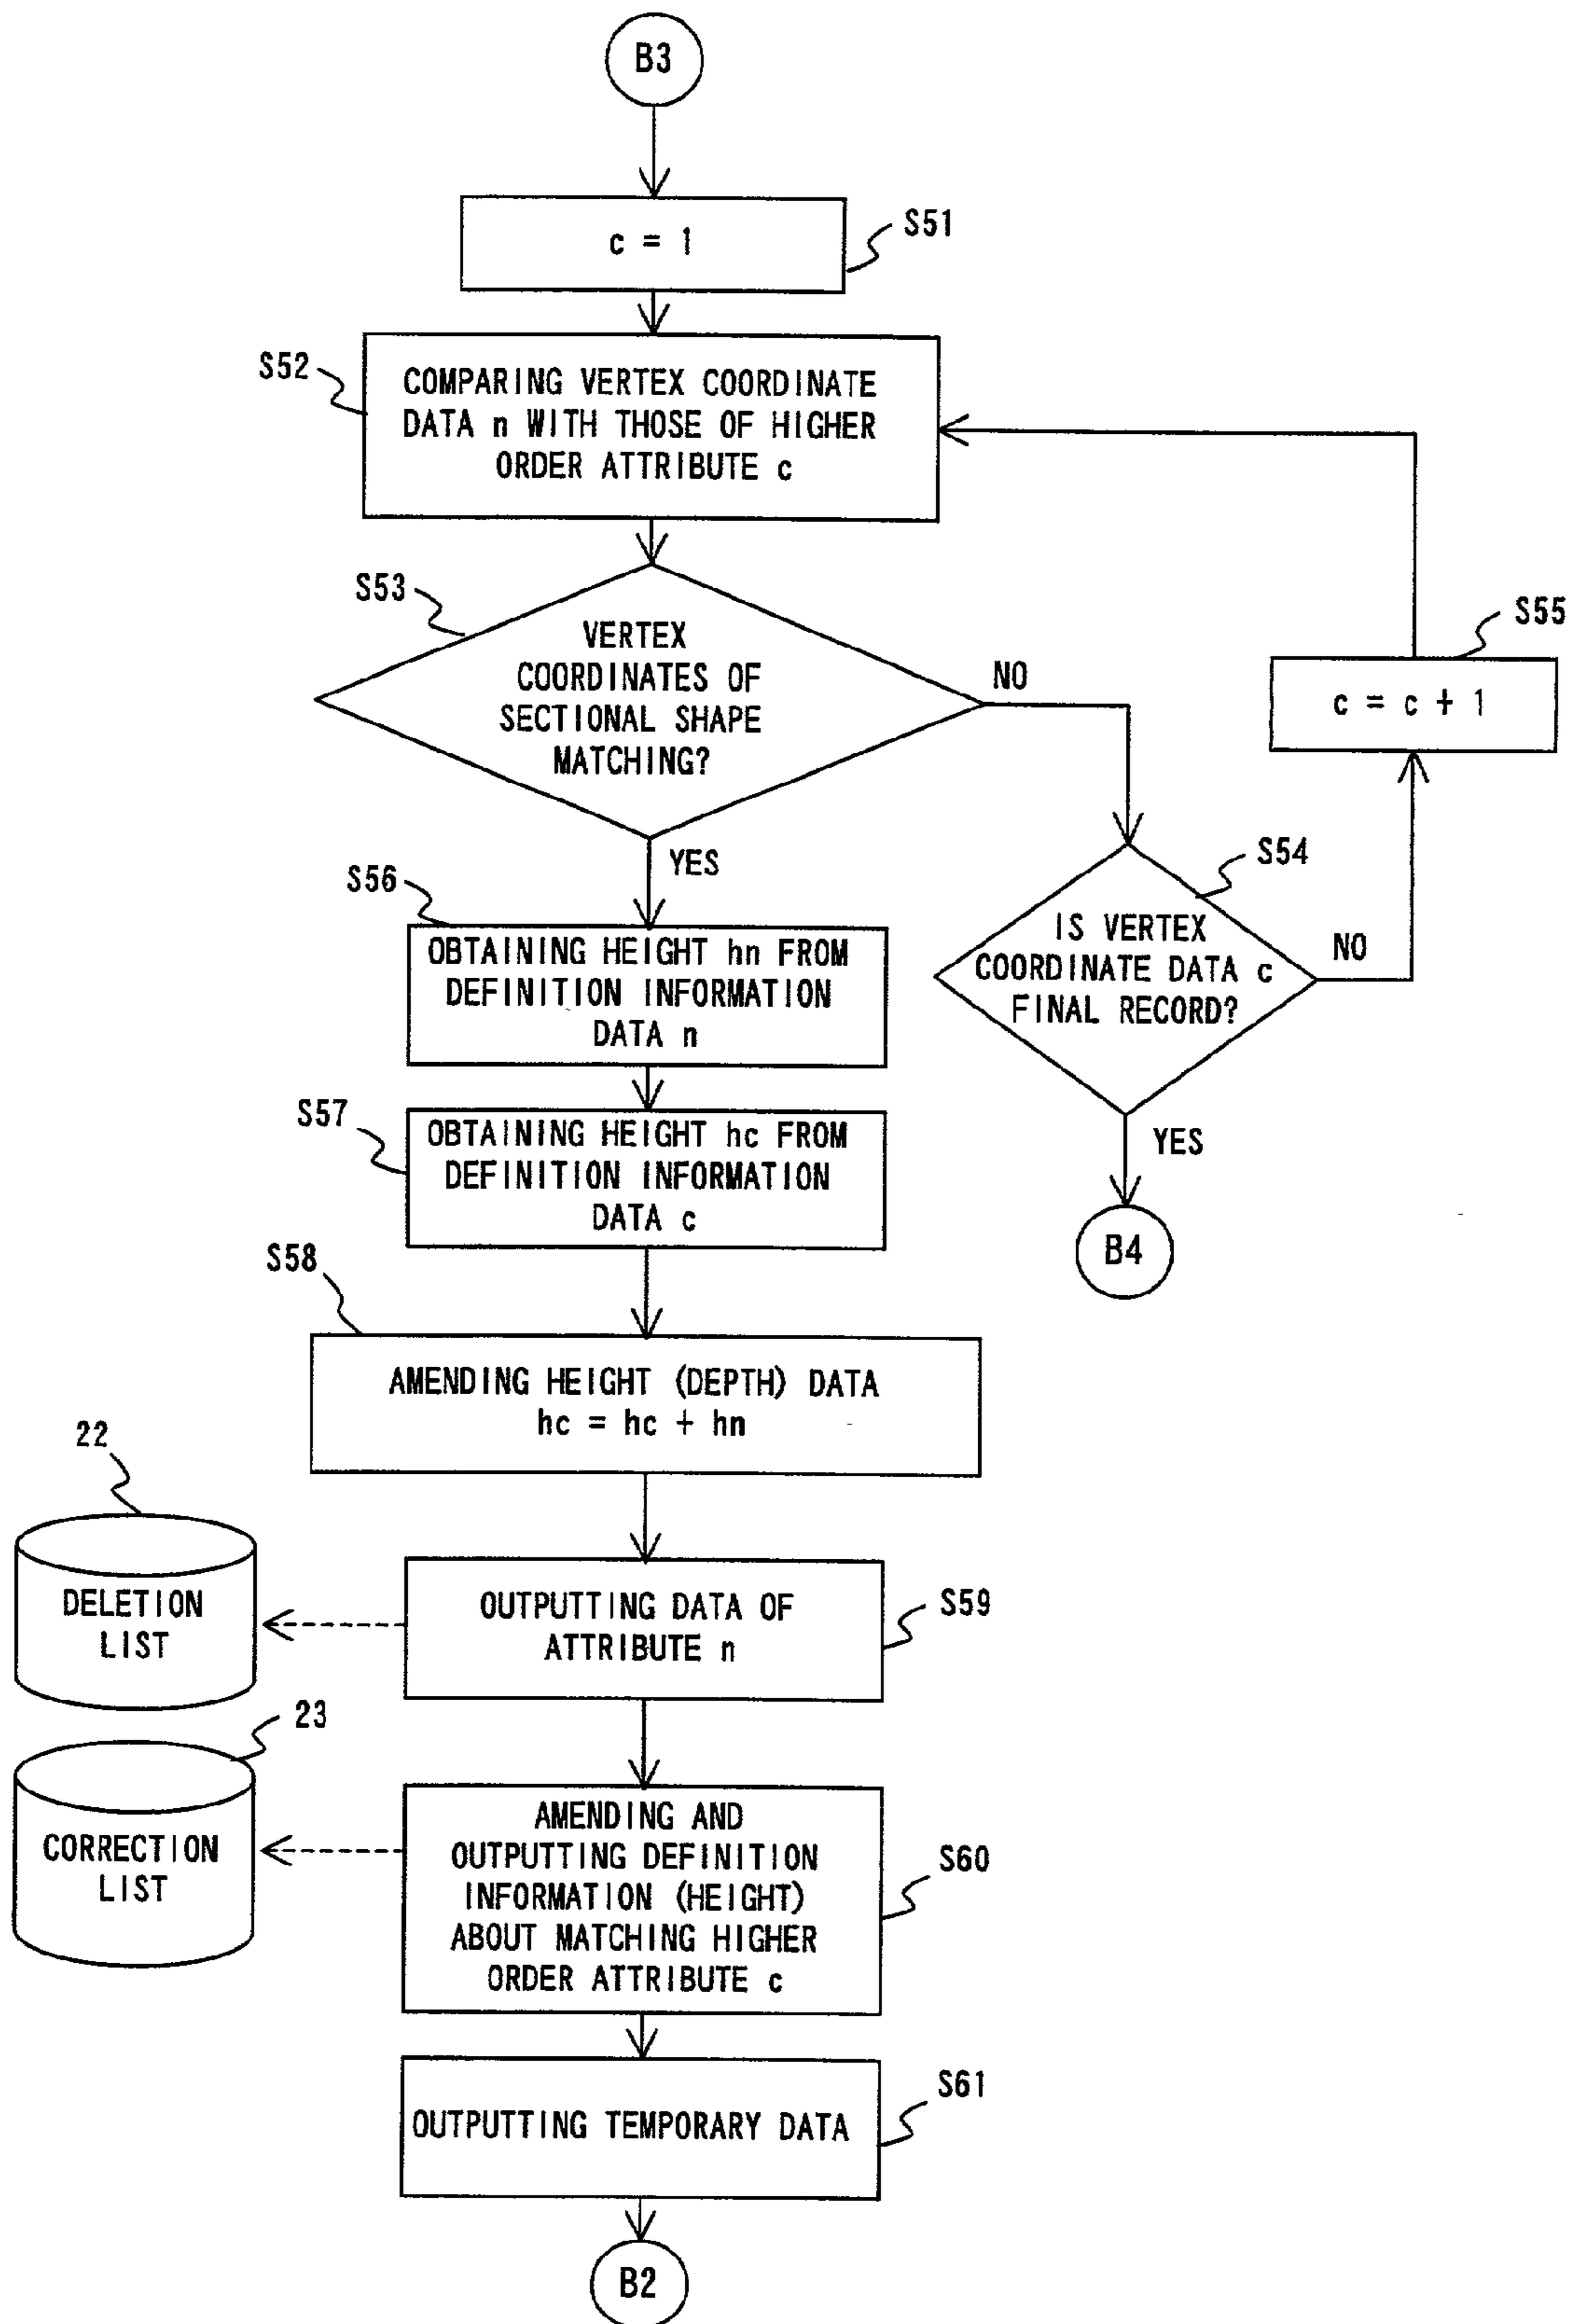 B3
c = 1
S51
S52
COMPARING VERTEX COORDINATE
DATA n WITH THOSE OF HIGHER
ORDER ATTRIBUTE c
S53
VERTEX
COORDINATES OF
SECTIONAL SHAPE
MATCHING?
NO
YES
S55
c = c + 1
S54
IS VERTEX
COORDINATE DATA c
FINAL RECORD?
NO
YES
B4
S56
OBTAINING HEIGHT hn FROM
DEFINITION INFORMATION
DATA n
S57
OBTAINING HEIGHT hc FROM
DEFINITION INFORMATION
DATA c
S58
AMENDING HEIGHT (DEPTH) DATA
hc = hc + hn
22
DELETION
LIST
OUTPUTTING DATA OF
ATTRIBUTE n
S59
23
CORRECTION
LIST
AMENDING AND
OUTPUTTING DEFINITION
INFORMATION (HEIGHT)
ABOUT MATCHING HIGHER
ORDER ATTRIBUTE c
S60
OUTPUTTING TEMPORARY DATA
S61
B2